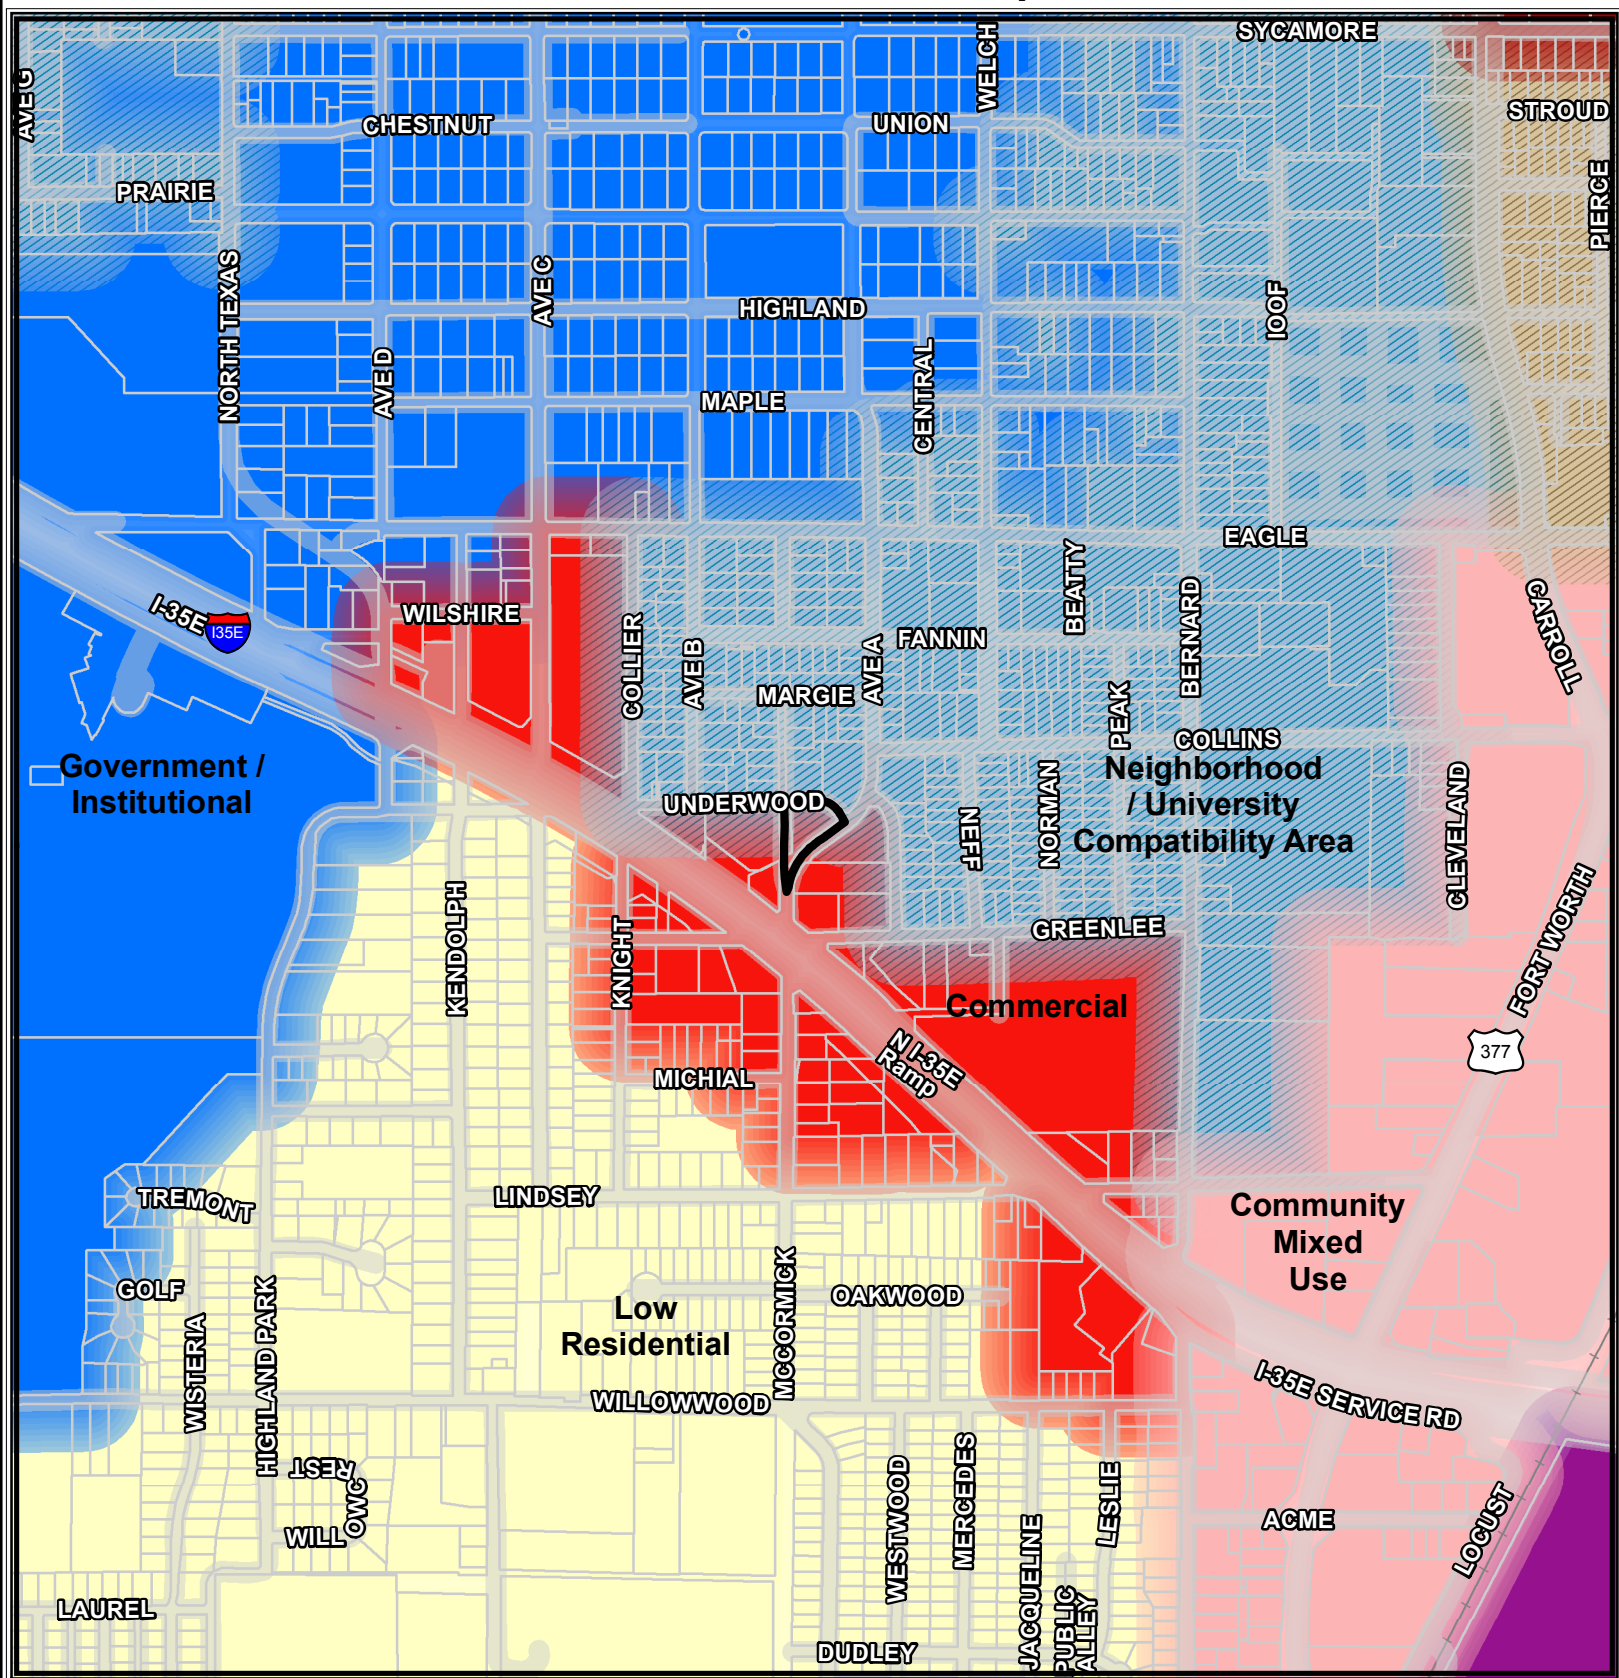 SYCAMORE
WELCH
AVE G
STROUD
CHESTNUT
UNION
PRAIRIE
PIERCE
NORTH TEXAS
AVE C
IOOF
HIGHLAND
AVE D
CENTRAL
MAPLE
EAGLE
BEATTY
BERNARD
CARROLL
I-35E
I35E
WILSHIRE
COLLIER
AVE B
FANNIN
AVE A
MARGIE
PEAK
COLLINS
Government /
Institutional
Neighborhood
/ University
Compatibility Area
UNDERWOOD
NEFF
NORMAN
CLEVELAND
KENDOLPH
KNIGHT
GREENLEE
FORT WORTH
Commercial
377
N I-35E
Ramp
MICHIAL
TREMONT
LINDSEY
Community
Mixed
Use
GOLF
WISTERIA
HIGHLAND PARK
Low
Residential
MCCORMICK
OAKWOOD
WILLOWWOOD
I-35E SERVICE RD
REST
OWC
WILL
WESTWOOD
MERCEDES
JACQUELINE
PUBLIC
ALLEY
LESLIE
ACME
LOCUST
LAUREL
DUDLEY